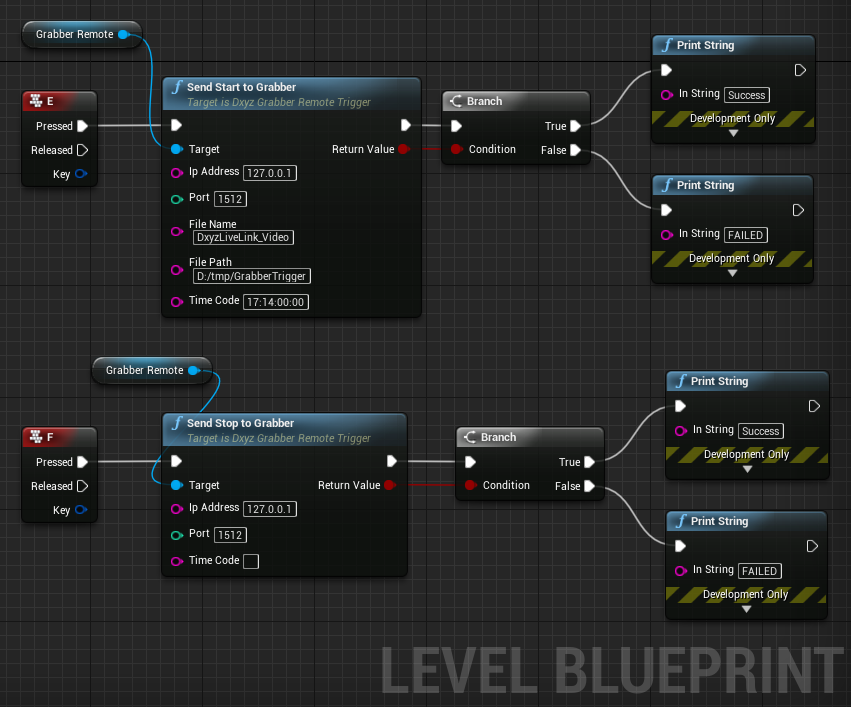 Grabber Remote
E
Pressed
Released
Key
Send Start to Grabber
Target is Dxyz Grabber Remote Trigger
Target
Return Value
Ip Address 127.0.0.1
Port 1512
File Name
DxyzLiveLink_Video
File Path
D:/tmp/GrabberTrigger
Time Code 17:14:00:00
Branch
True
Condition
False
Print String
In String Success
Development Only
Print String
In String FAILED
Development Only
Grabber Remote
F
Pressed
Released
Key
Send Stop to Grabber
Target is Dxyz Grabber Remote Trigger
Target
Return Value
Ip Address 127.0.0.1
Port 1512
Time Code
Branch
True
Condition
False
Print String
In String Success
Development Only
Print String
In String FAILED
Development Only
LEVEL BLUEPRINT